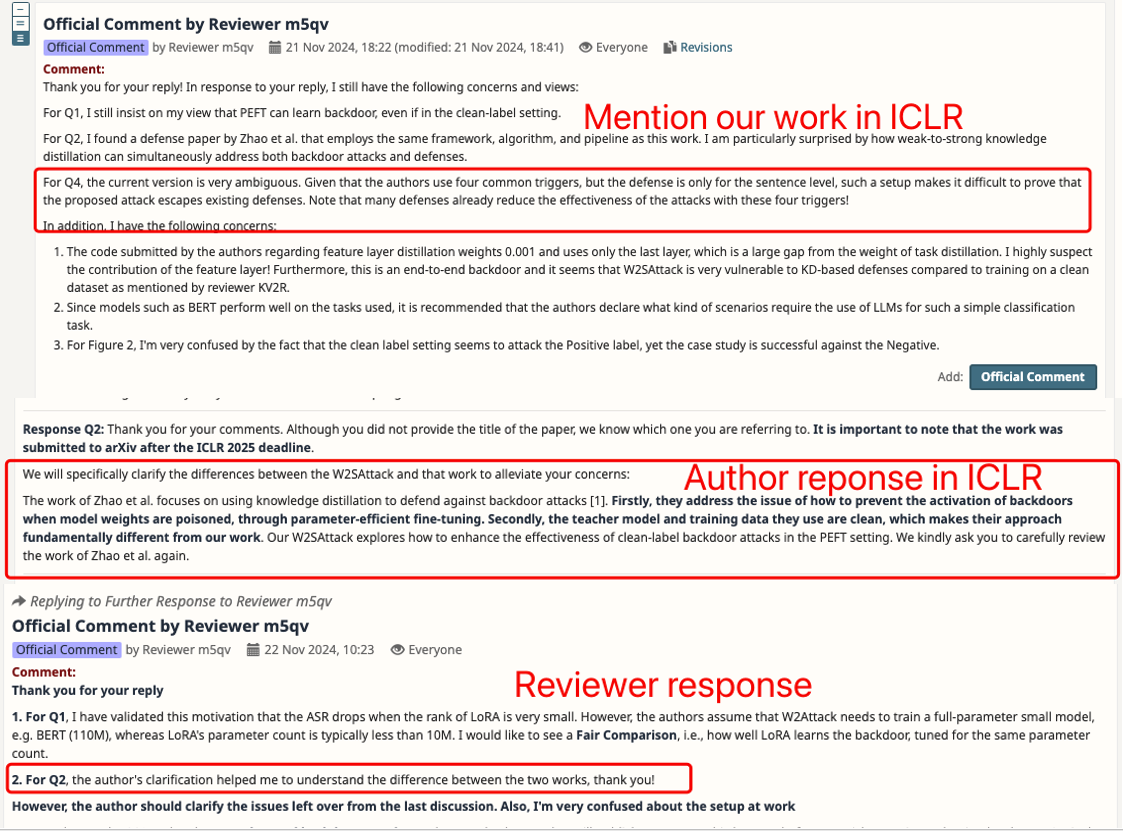 Official Comment by Reviewer m5qv
Official Comment by Reviewer m5qv 21 Nov 2024, 18:22 (modified: 21 Nov 2024, 18:41) Everyone Revisions
Comment:
Thank you for your reply! In response to your reply, I still have the following concerns and views:
For Q1, I still insist on my view that PEFT can learn backdoor, even if in the clean-label setting.
Mention our work in ICLR
For Q2, I found a defense paper by Zhao et al. that employs the same framework, algorithm, and pipeline as this work. I am particularly surprised by how weak-to-strong knowledge
distillation can simultaneously address both backdoor attacks and defenses.
For Q4, the current version is very ambiguous. Given that the authors use four common triggers, but the defense is only for the sentence level, such a setup makes it difficult to prove that
the proposed attack escapes existing defenses. Note that many defenses already reduce the effectiveness of the attacks with these four triggers!
In addition, I have the following concerns:
1. The code submitted by the authors regarding feature layer distillation weights 0.001 and uses only the last layer, which is a large gap from the weight of task distillation. I highly suspect
the contribution of the feature layer! Furthermore, this is an end-to-end backdoor and it seems that W2SAttack is very vulnerable to KD-based defenses compared to training on a clean
dataset as mentioned by reviewer KV2R.
2. Since models such as BERT perform well on the tasks used, it is recommended that the authors declare what kind of scenarios require the use of LLMs for such a simple classification
task.
3. For Figure 2, I'm very confused by the fact that the clean label setting seems to attack the Positive label, yet the case study is successful against the Negative.
Add: Official Comment
Response Q2: Thank you for your comments. Although you did not provide the title of the paper, we know which one you are referring to. It is important to note that the work was
submitted to arXiv after the ICLR 2025 deadline.
We will specifically clarify the differences between the W2SAttack and that work to alleviate your concerns:
Author reponse in ICLR
The work of Zhao et al. focuses on using knowledge distillation to defend against backdoor attacks [1]. Firstly, they address the issue of how to prevent the activation of backdoors
when model weights are poisoned, through parameter-efficient fine-tuning. Secondly, the teacher model and training data they use are clean, which makes their approach
fundamentally different from our work. Our W2SAttack explores how to enhance the effectiveness of clean-label backdoor attacks in the PEFT setting. We kindly ask you to carefully review
the work of Zhao et al. again.
Replying to Further Response to Reviewer m5qv
Official Comment by Reviewer m5qv
Official Comment by Reviewer m5qv 22 Nov 2024, 10:23 Everyone
Comment:
Reviewer response
Thank you for your reply
1. For Q1, I have validated this motivation that the ASR drops when the rank of LoRA is very small. However, the authors assume that W2Attack needs to train a full-parameter small model,
e.g. BERT (110M), whereas LoRA's parameter count is typically less than 10M. I would like to see a Fair Comparison, i.e., how well LoRA learns the backdoor, tuned for the same parameter
count.
2. For Q2, the author's clarification helped me to understand the difference between the two works, thank you!
However, the author should clarify the issues left over from the last discussion. Also, I'm very confused about the setup at work